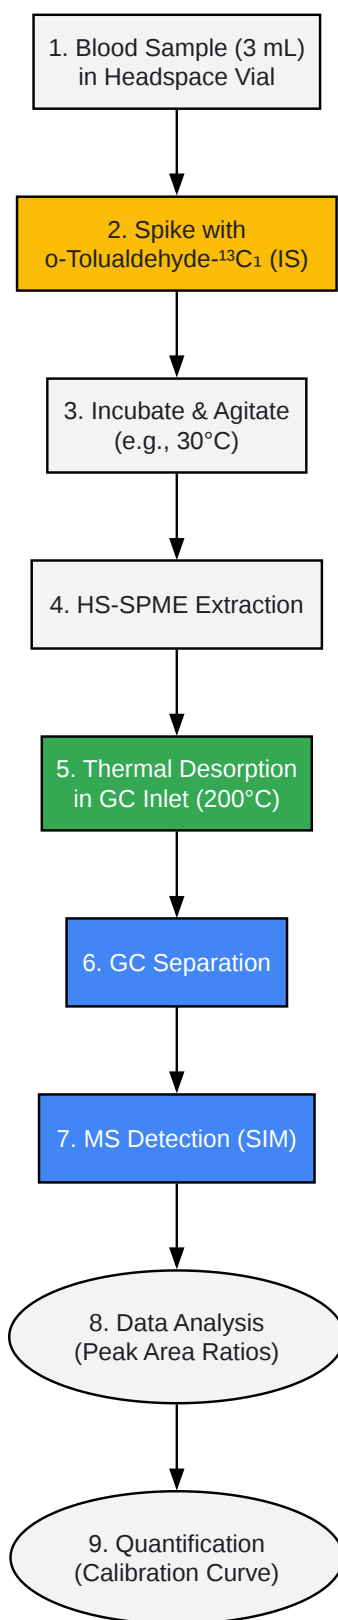 1. Blood Sample (3 mL)
in Headspace Vial
2. Spike with
o-Tolualdehyde-¹³C₁ (IS)
3. Incubate & Agitate
(e.g., 30°C)
4. HS-SPME Extraction
5. Thermal Desorption
in GC Inlet (200°C)
6. GC Separation
7. MS Detection (SIM)
8. Data Analysis
(Peak Area Ratios)
9. Quantification
(Calibration Curve)